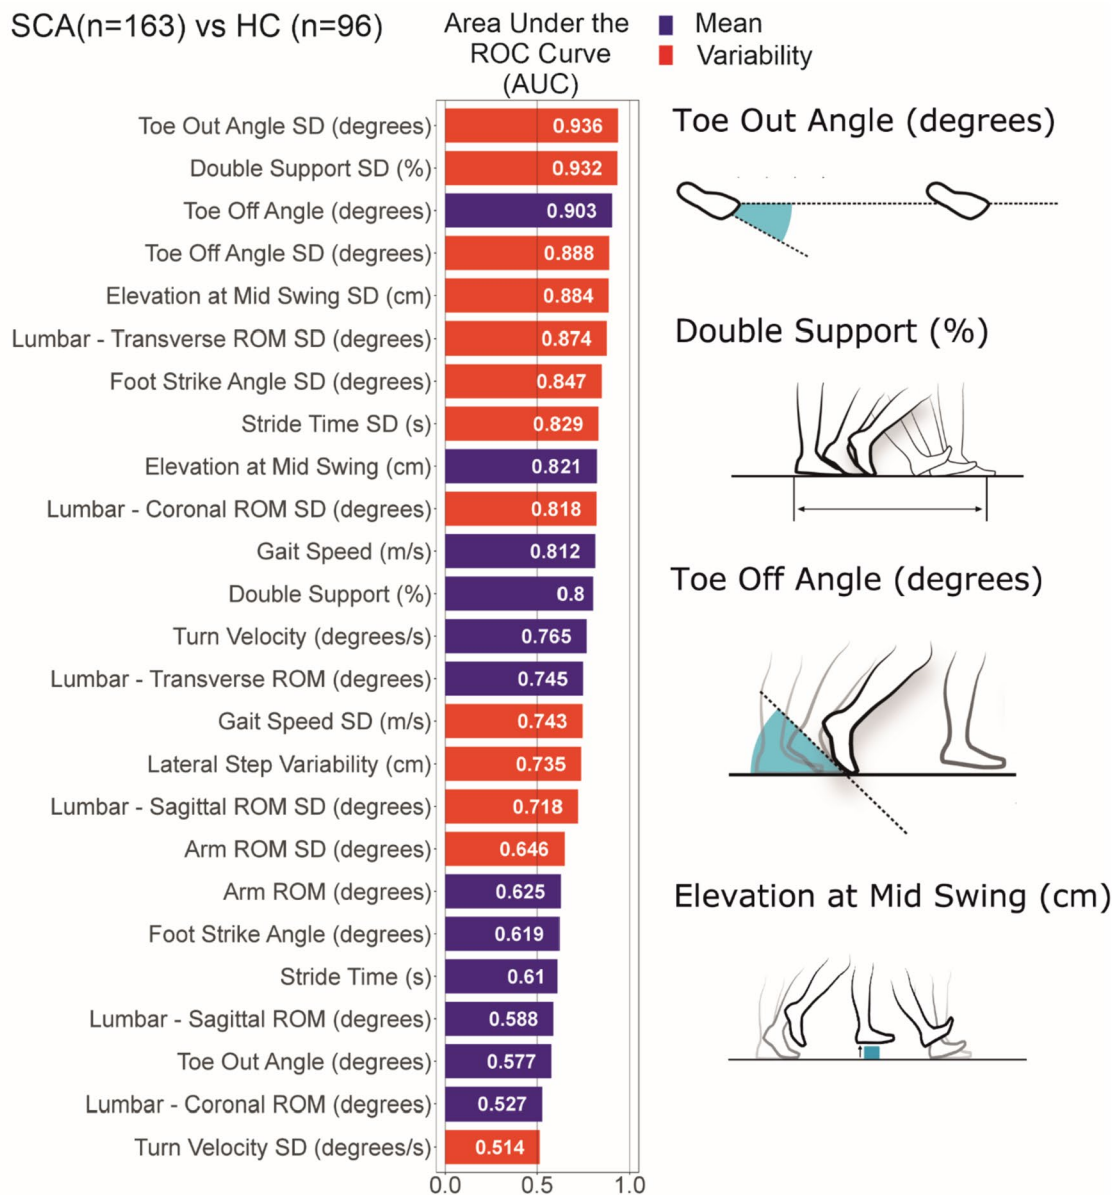 SCA(n=163) vs HC (n=96)
Area Under the
ROC Curve
(AUC)
Mean
Variability
Toe Out Angle SD (degrees) 0.936
Double Support SD (%) 0.932
Toe Off Angle (degrees) 0.903
Toe Off Angle SD (degrees) 0.888
Elevation at Mid Swing SD (cm) 0.884
Lumbar - Transverse ROM SD (degrees) 0.874
Foot Strike Angle SD (degrees) 0.847
Stride Time SD (s) 0.829
Elevation at Mid Swing (cm) 0.821
Lumbar - Coronal ROM SD (degrees) 0.818
Gait Speed (m/s) 0.812
Double Support (%) 0.8
Turn Velocity (degrees/s) 0.765
Lumbar - Transverse ROM (degrees) 0.745
Gait Speed SD (m/s) 0.743
Lateral Step Variability (cm) 0.735
Lumbar - Sagittal ROM SD (degrees) 0.718
Arm ROM SD (degrees) 0.646
Arm ROM (degrees) 0.625
Foot Strike Angle (degrees) 0.619
Stride Time (s) 0.61
Lumbar - Sagittal ROM (degrees) 0.588
Toe Out Angle (degrees) 0.577
Lumbar - Coronal ROM (degrees) 0.527
Turn Velocity SD (degrees/s) 0.514
0.0 0.5 1.0
Toe Out Angle (degrees)
Double Support (%)
Toe Off Angle (degrees)
Elevation at Mid Swing (cm)